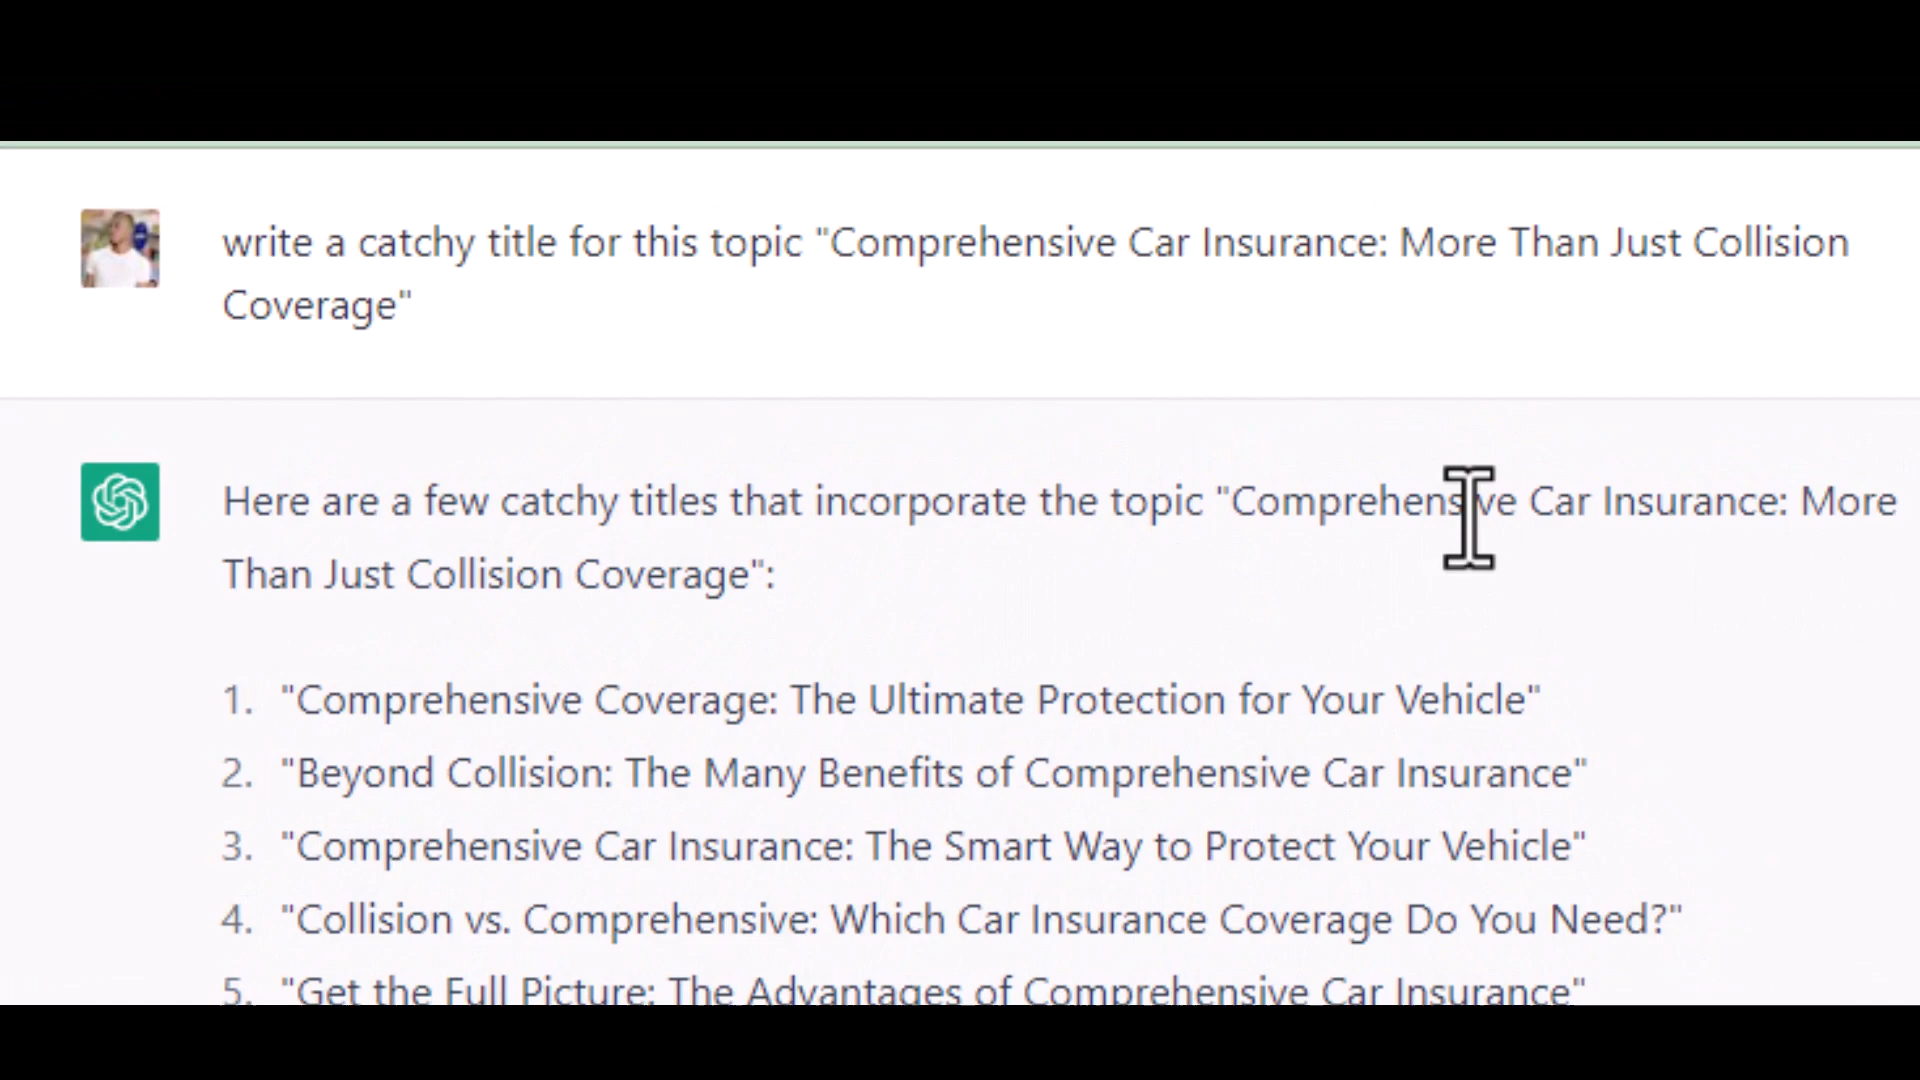 write a catchy title for this topic "Comprehensive Car Insurance: More Than Just Collision
Coverage"
Here are a few catchy titles that incorporate the topic "Comprehensive Car Insurance: More
Than Just Collision Coverage":
1. "Comprehensive Coverage: The Ultimate Protection for Your Vehicle"
2. "Beyond Collision: The Many Benefits of Comprehensive Car Insurance"
3. "Comprehensive Car Insurance: The Smart Way to Protect Your Vehicle"
4. "Collision vs. Comprehensive: Which Car Insurance Coverage Do You Need?"
5. "Get the Full Picture: The Advantages of Comprehensive Car Insurance"